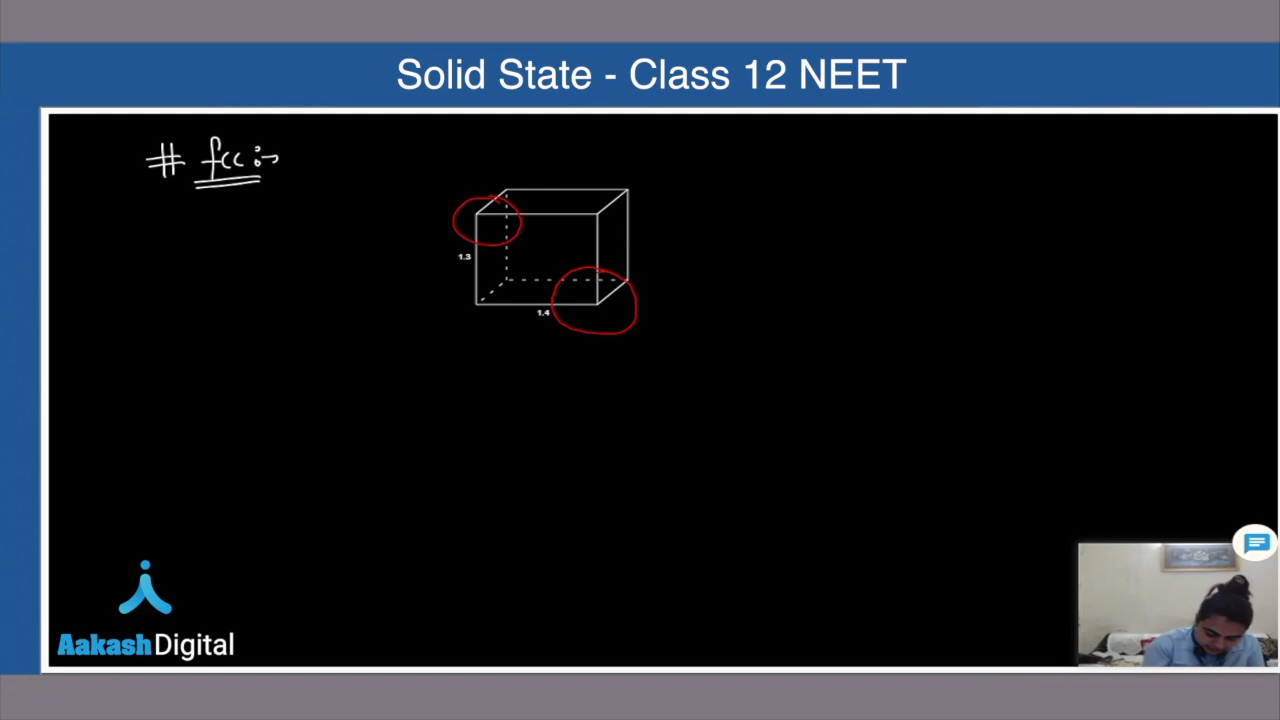 Solid State - Class 12 NEET
# fcc :-
1.3
1.4
Aakash Digital